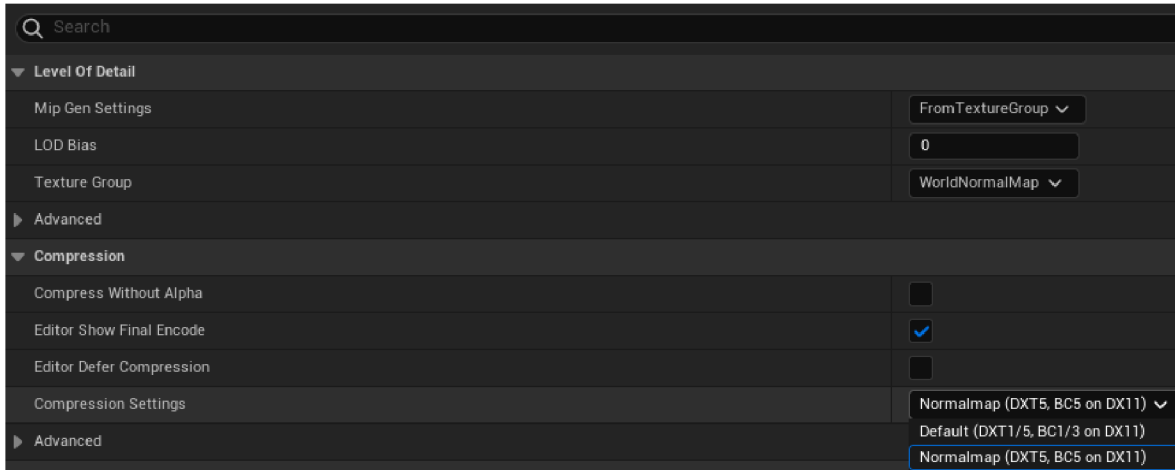 Search
Level Of Detail
Mip Gen Settings FromTextureGroup
LOD Bias 0
Texture Group WorldNormalMap
Advanced
Compression
Compress Without Alpha
Editor Show Final Encode
Editor Defer Compression
Compression Settings Normalmap (DXT5, BC5 on DX11)
Default (DXT1/5, BC1/3 on DX11)
Advanced
Normalmap (DXT5, BC5 on DX11)